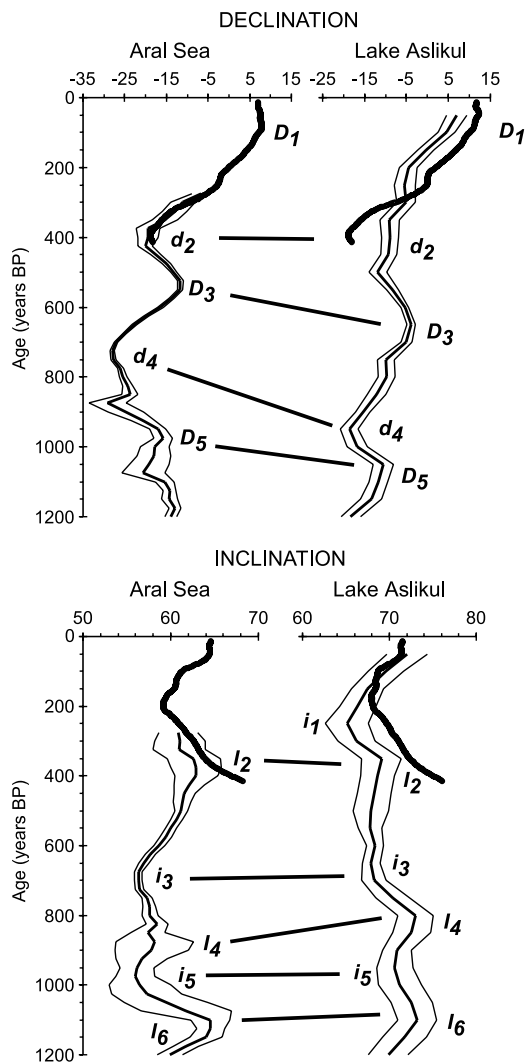 DECLINATION
Aral Sea Lake Aslikul
-35 -25 -15 -5 5 15 -25 -15 -5 5 15
0
D1 D1
200
400
d2 d2
D3 D3
600
d4
800
d4
1000
D5 D5
1200
Age (years BP)
INCLINATION
Aral Sea Lake Aslikul
50 60 70 60 70 80
0
200
i1
400
I2 I2
600
i3 i3
800
I4 I4
i5 i5
1000
I6 I6
1200
Age (years BP)